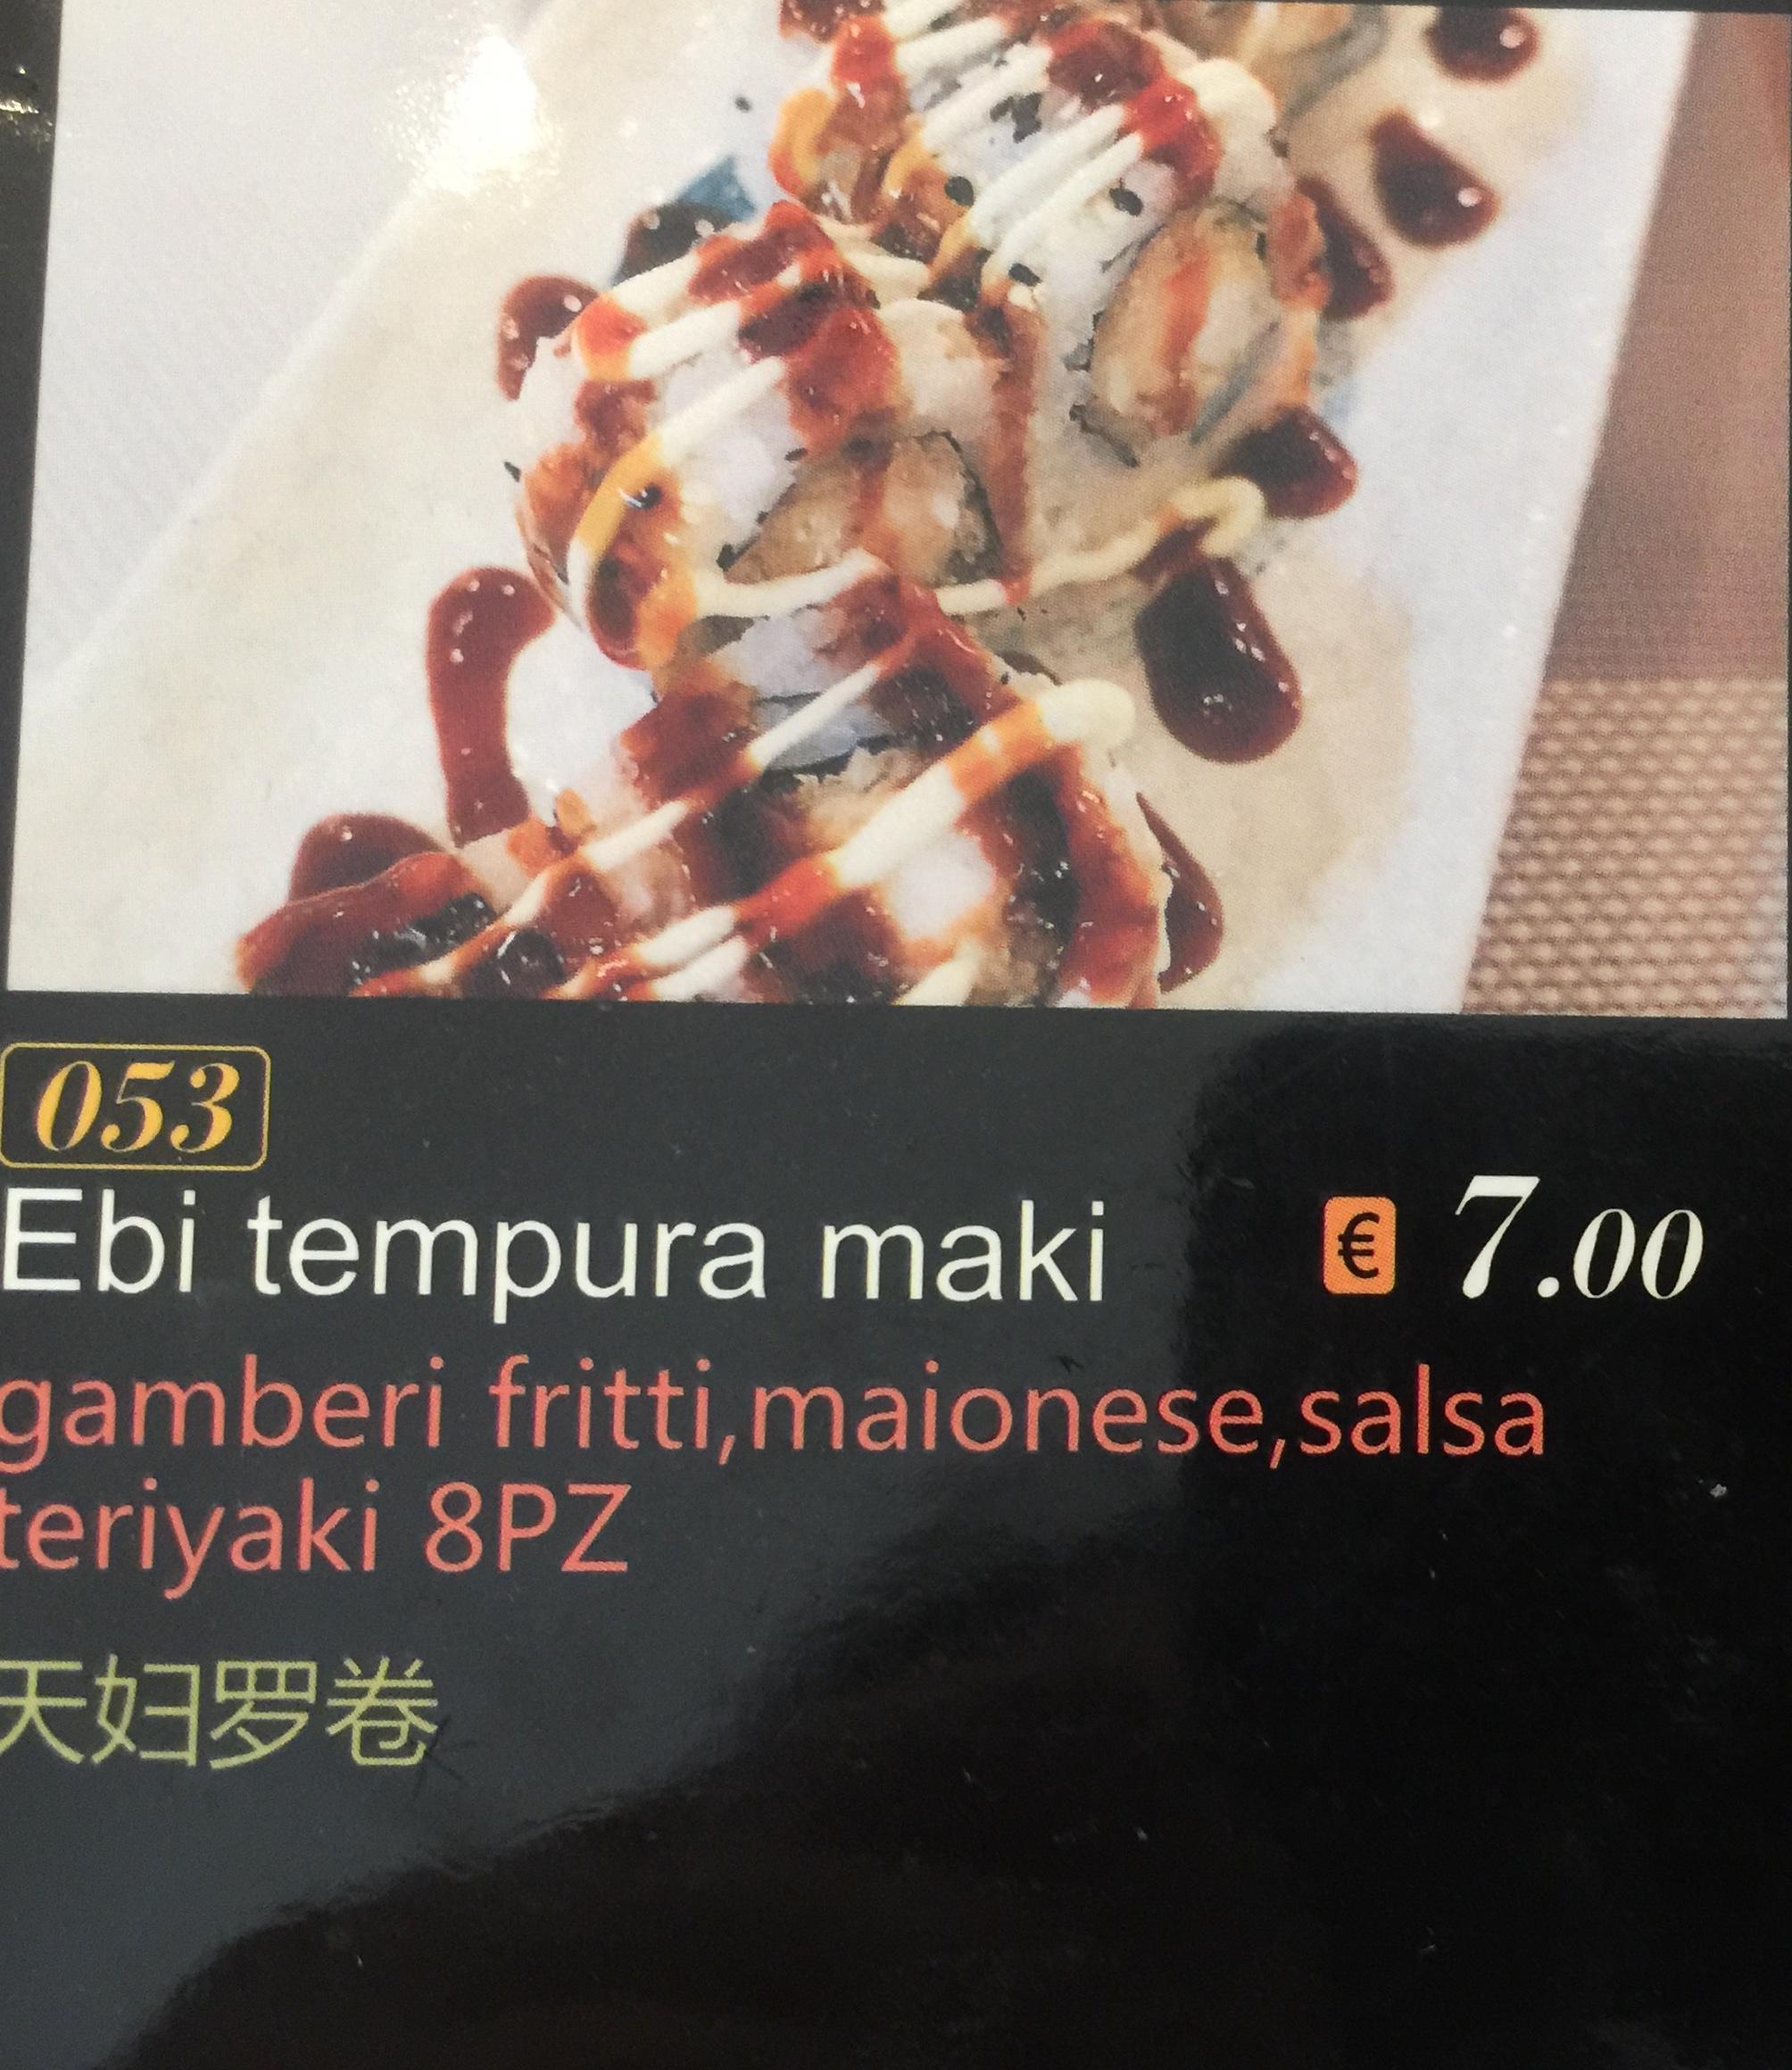 053
Ebi tempura maki € 7.00
gamberi fritti,maionese,salsa
teriyaki 8PZ
天妇罗卷